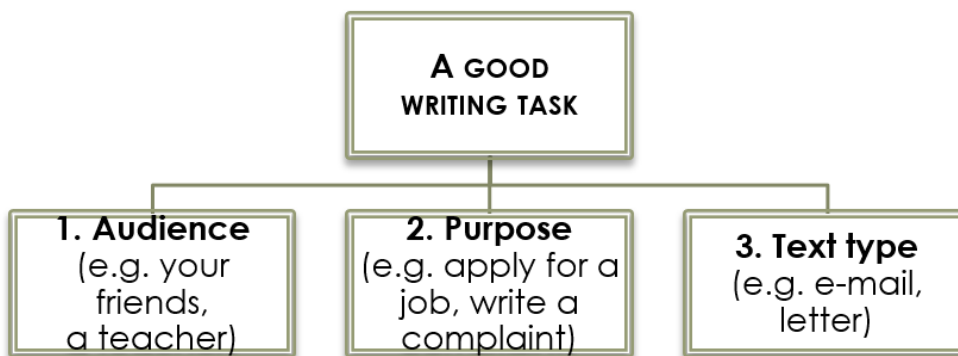 A GOOD
WRITING TASK
1. Audience
(e.g. your
friends,
a teacher)
2. Purpose
(e.g. apply for a
job, write a
complaint)
3. Text type
(e.g. e-mail,
letter)